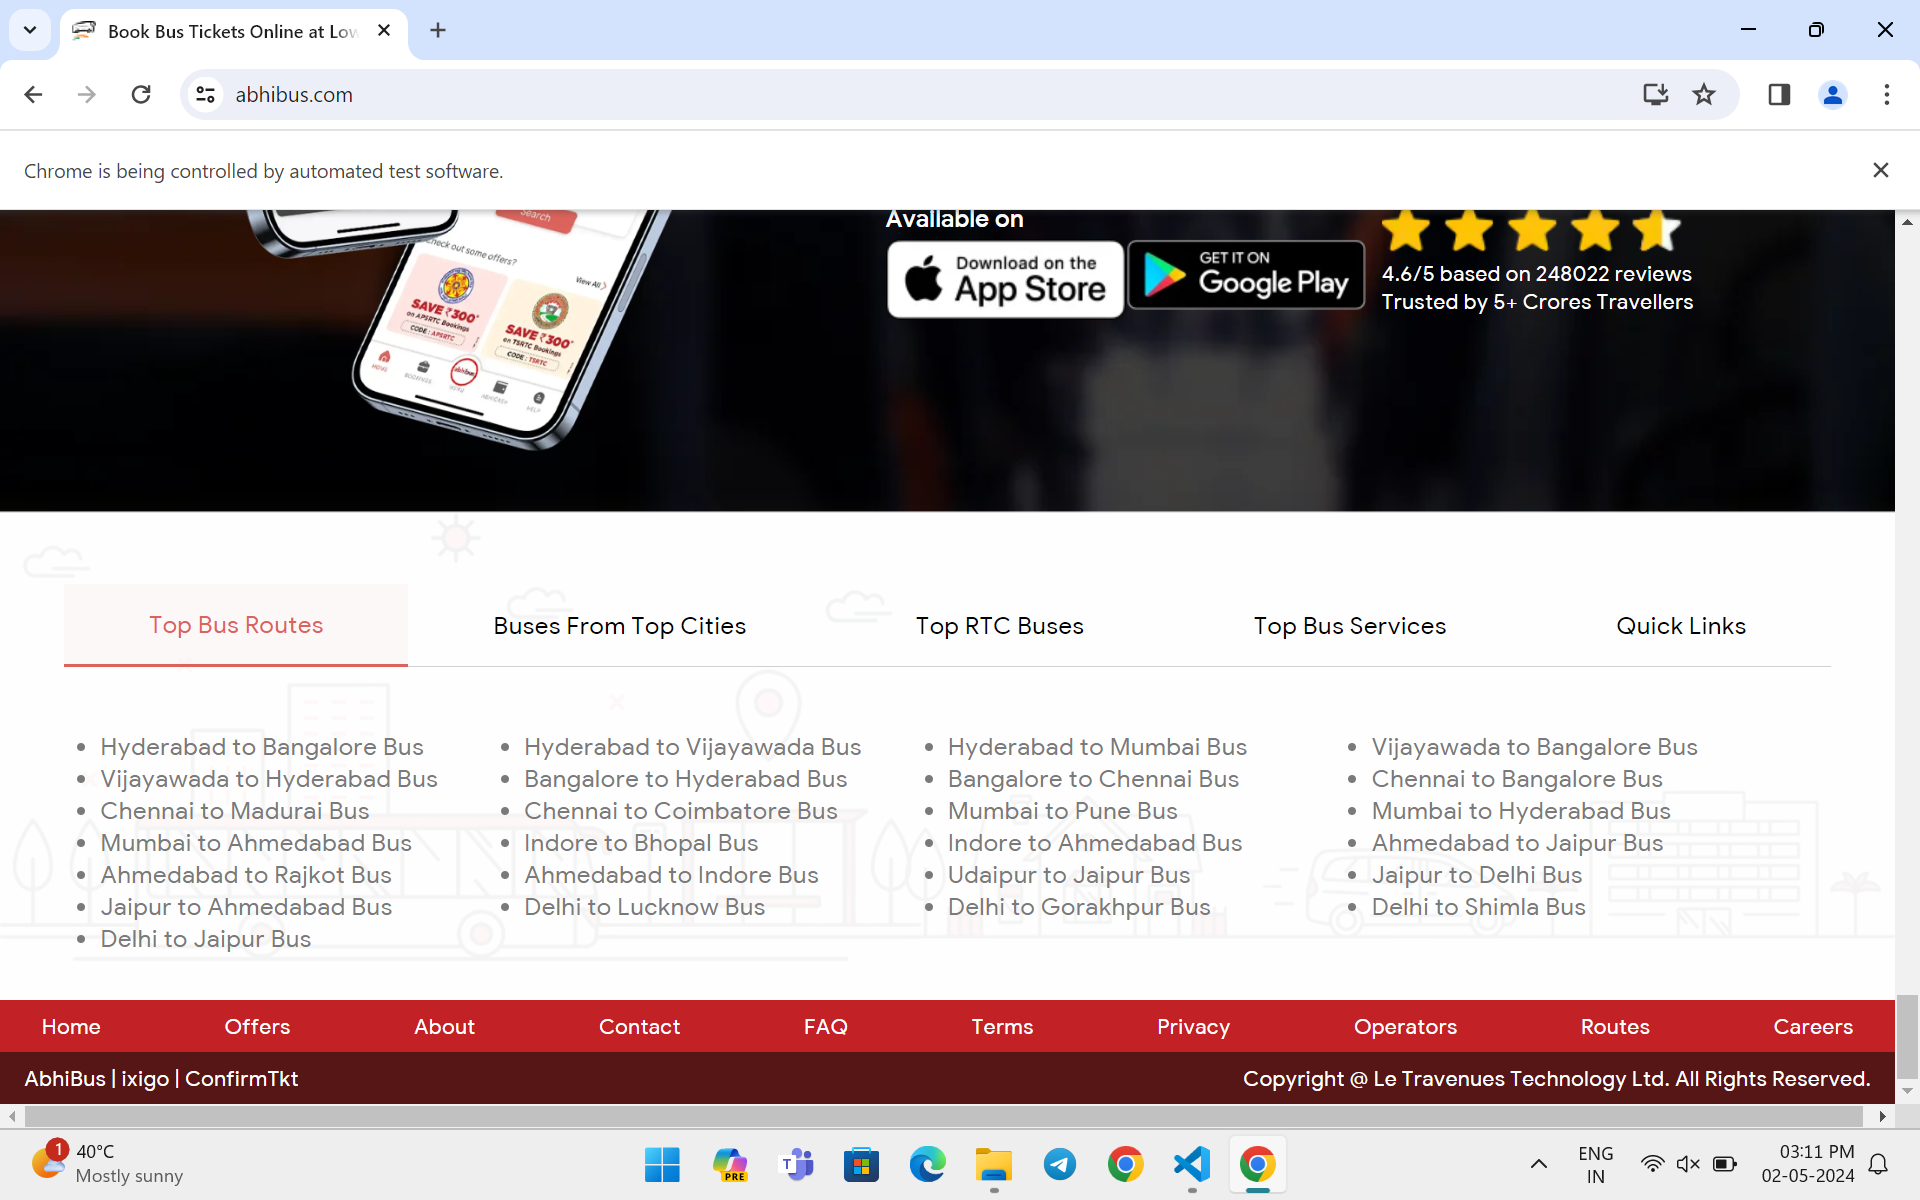 Book Bus Tickets Online at Low
abhibus.com
Chrome is being controlled by automated test software.
Search
Check out some offers?
View All
SAVE ₹300*
on APSRTC Bookings
CODE : APSRTC
SAVE ₹300*
on TSRTC Bookings
CODE : TSRTC
HOME
BOOKINGS
abhibus
HELP
Available on
Download on the
App Store
GET IT ON
Google Play
4.6/5 based on 248022 reviews
Trusted by 5+ Crores Travellers
Top Bus Routes
Buses From Top Cities
Top RTC Buses
Top Bus Services
Quick Links
Hyderabad to Bangalore Bus
Vijayawada to Hyderabad Bus
Chennai to Madurai Bus
Mumbai to Ahmedabad Bus
Ahmedabad to Rajkot Bus
Jaipur to Ahmedabad Bus
Delhi to Jaipur Bus
Hyderabad to Vijayawada Bus
Bangalore to Hyderabad Bus
Chennai to Coimbatore Bus
Indore to Bhopal Bus
Ahmedabad to Indore Bus
Delhi to Lucknow Bus
Hyderabad to Mumbai Bus
Bangalore to Chennai Bus
Mumbai to Pune Bus
Indore to Ahmedabad Bus
Udaipur to Jaipur Bus
Delhi to Gorakhpur Bus
Vijayawada to Bangalore Bus
Chennai to Bangalore Bus
Mumbai to Hyderabad Bus
Ahmedabad to Jaipur Bus
Jaipur to Delhi Bus
Delhi to Shimla Bus
Home
Offers
About
Contact
FAQ
Terms
Privacy
Operators
Routes
Careers
AbhiBus | ixigo | ConfirmTkt
Copyright @ Le Travenues Technology Ltd. All Rights Reserved.
1
40°C
Mostly sunny
PRE
T
ENG
IN
03:11 PM
02-05-2024